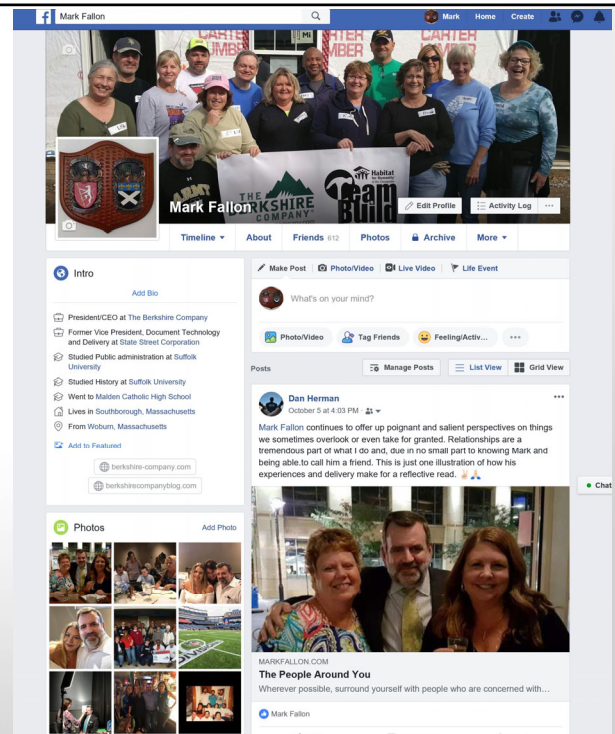 Mark Fallon
Mark Home Create
CARTER
MBER
CARTER
THE
BERKSHIRE
COMPANY
Habitat
for Humanity
Team
Build
Mark Fallon
Edit Profile
Activity Log
...
Timeline
About
Friends 612
Photos
Archive
More
Intro
Add Bio
President/CEO at The Berkshire Company
Former Vice President, Document Technology
and Delivery at State Street Corporation
Studied Public administration at Suffolk
University
Studied History at Suffolk University
Went to Malden Catholic High School
Lives in Southborough, Massachusetts
From Woburn, Massachusetts
Add to Featured
berkshire-company.com
berkshirecompanyblog.com
Photos
Add Photo
Make Post
Photo/Video
Live Video
Life Event
What's on your mind?
Photo/Video
Tag Friends
Feeling/Activ...
...
Posts
Manage Posts
List View
Grid View
Dan Herman
...
October 5 at 4:03 PM ·
Mark Fallon continues to offer up poignant and salient perspectives on things
we sometimes overlook or even take for granted. Relationships are a
tremendous part of what I do and, due in no small part to knowing Mark and
being able.to call him a friend. This is just one illustration of how his
experiences and delivery make for a reflective read. ✌🏻🙏
MARKFALLON.COM
The People Around You
Wherever possible, surround yourself with people who are concerned with...
Mark Fallon
Chat